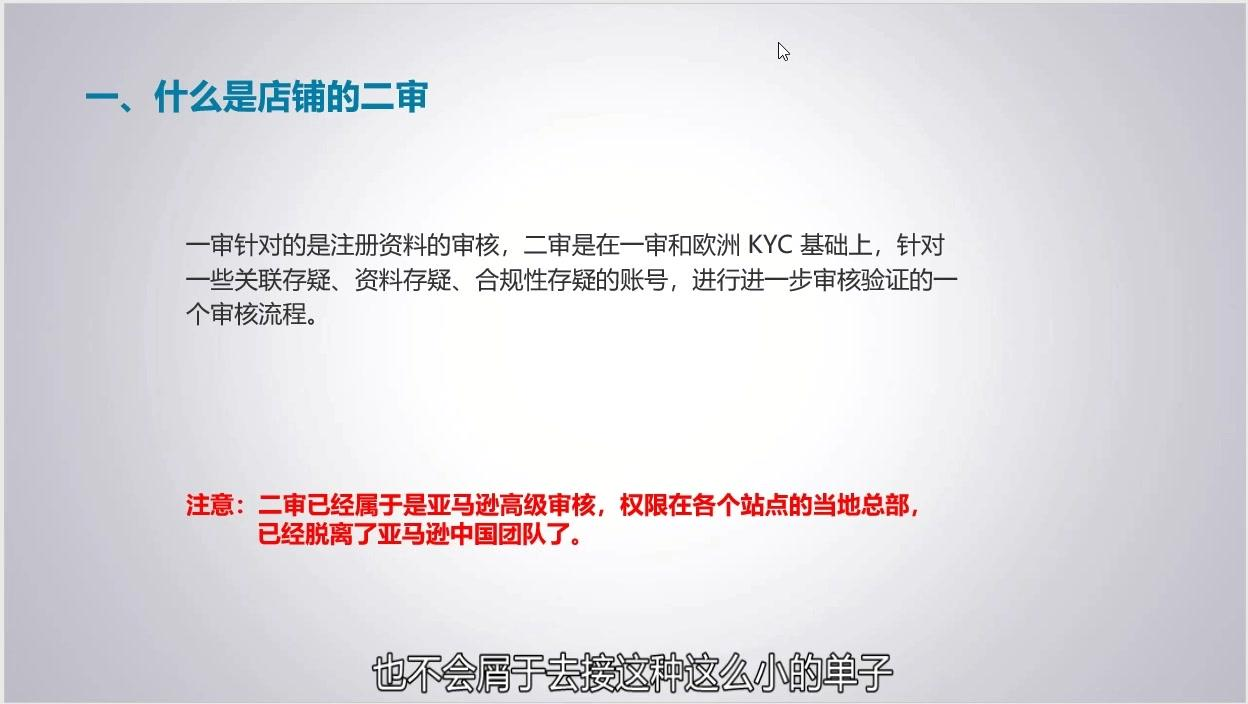 一、什么是店铺的二审
一审针对的是注册资料的审核，二审是在一审和欧洲 KYC 基础上，针对
一些关联存疑、资料存疑、合规性存疑的账号，进行进一步审核验证的一
个审核流程。
注意：二审已经属于是亚马逊高级审核，权限在各个站点的当地总部，
已经脱离了亚马逊中国团队了。
也不会屑于去接这种这么小的单子